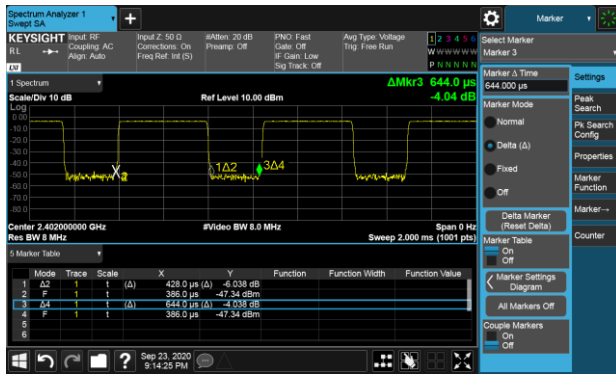 Spectrum Analyzer 1
Swept SA
+
Marker
KEYSIGHT
RL
LXI
Input: RF
Coupling: AC
Align: Auto
Input Z: 50 Ω
Corrections: On
Freq Ref: Int (S)
#Atten: 20 dB
Preamp: Off
PNO: Fast
Gate: Off
IF Gain: Low
Sig Track: Off
Avg Type: Voltage
Trig: Free Run
1 2 3 4 5 6
W W W W W W
P N N N N N
Select Marker
Marker 3
1 Spectrum
ΔMkr3 644.0 µs
Scale/Div 10 dB
Ref Level 10.00 dBm
-4.04 dB
Log
0.00
-10.0
-20.0
-30.0
-40.0
-50.0
-60.0
-70.0
-80.0
X
2
1Δ2
3Δ4
Center 2.402000000 GHz
#Video BW 8.0 MHz
Span 0 Hz
Res BW 8 MHz
Sweep 2.000 ms (1001 pts)
5 Marker Table
Mode Trace Scale X Y Function Function Width Function Value
1 Δ2 1 t (Δ) 428.0 µs (Δ) -6.038 dB
2 F 1 t 386.0 µs -47.34 dBm
3 Δ4 1 t (Δ) 644.0 µs (Δ) -4.038 dB
4 F 1 t 386.0 µs -47.34 dBm
5
6
?
Sep 23, 2020
9:14:25 PM
Marker Δ Time
644.000 µs
Marker Mode
Normal
Delta (Δ)
Fixed
Off
Delta Marker
(Reset Delta)
Marker Table
On
Off
Marker Settings
Diagram
All Markers Off
Couple Markers
On
Off
Settings
Peak
Search
Pk Search
Config
Properties
Marker
Function
Marker→
Counter